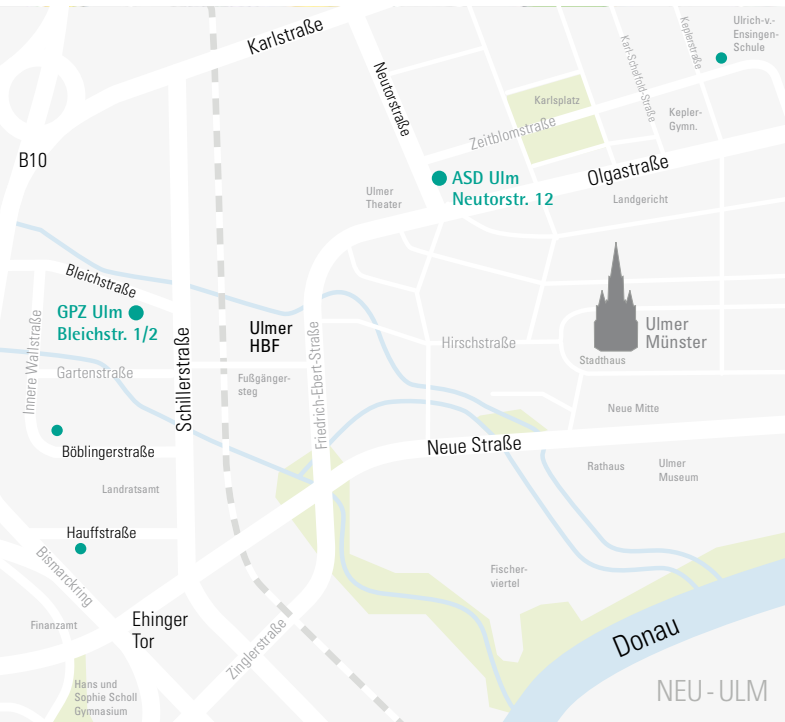 Karlstraße
Neutorstraße
Karl-Schefold-Straße
Keplerstraße
Ulrich-v.-
Ensingen-
Schule
Karlsplatz
Kepler-
Gymn.
Zeitblomstraße
B10
ASD Ulm
Neutorstr. 12
Olgastraße
Ulmer
Theater
Landgericht
Bleichstraße
GPZ Ulm
Bleichstr. 1/2
Ulmer
HBF
Ulmer
Münster
Hirschstraße
Stadthaus
Innere Wallstraße
Gartenstraße
Schillerstraße
Fußgänger-
steg
Friedrich-Ebert-Straße
Neue Mitte
Böblingerstraße
Neue Straße
Rathaus
Ulmer
Museum
Landratsamt
Hauffstraße
Bismarckring
Fischer-
viertel
Finanzamt
Ehinger
Tor
Zinglerstraße
Donau
Hans und
Sophie Scholl
Gymnasium
NEU-ULM